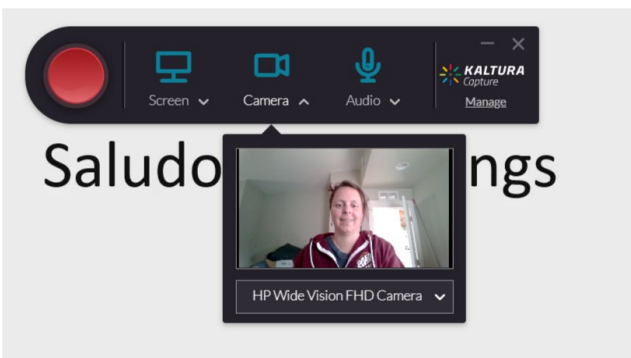 KALTURA
Capture
Screen Camera Audio Manage
Saludo ngs
HP Wide Vision FHD Camera